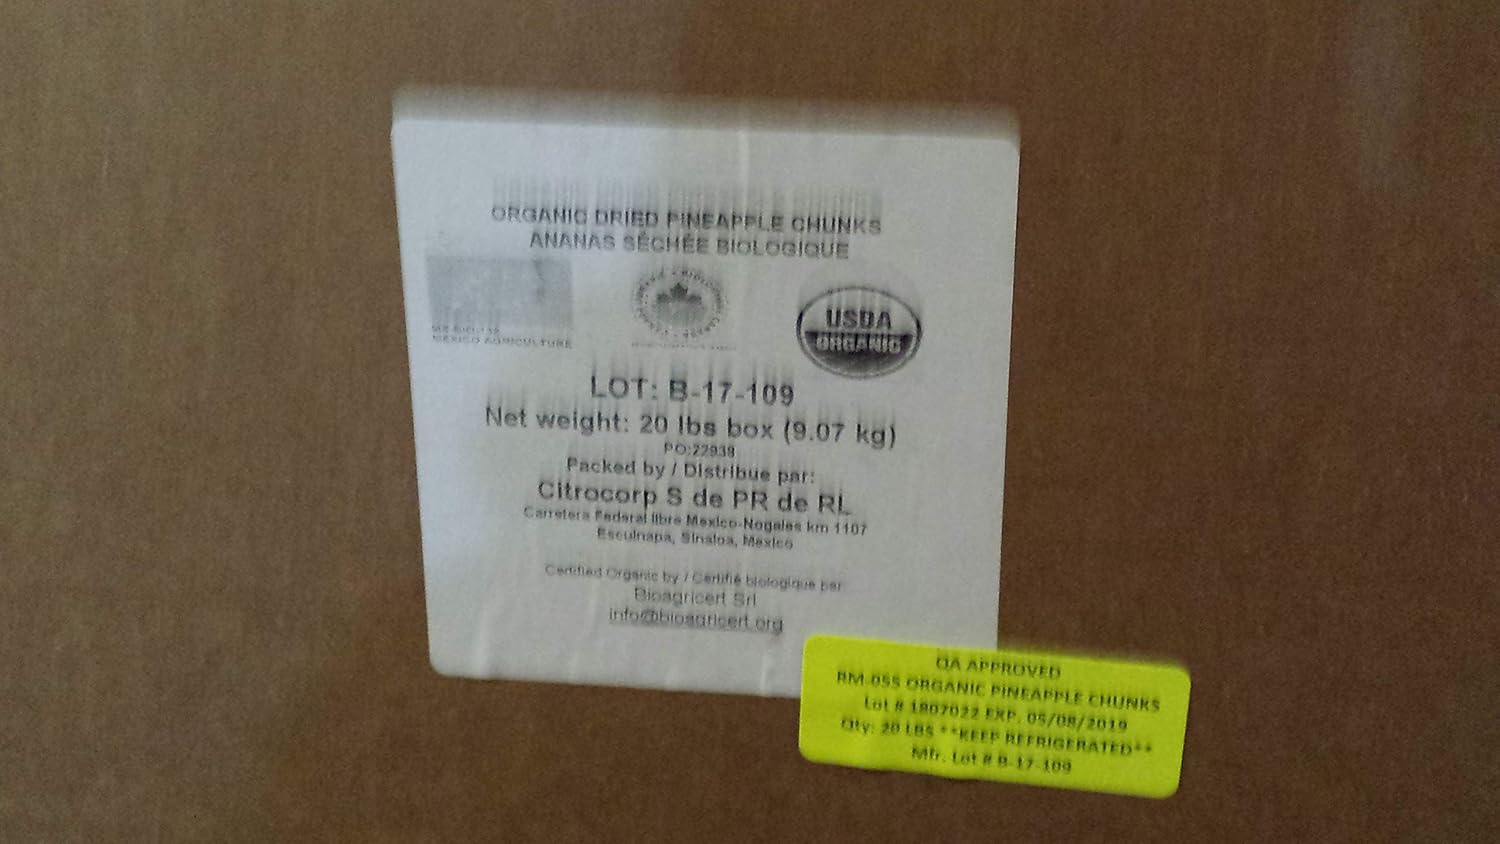 ORGANIC DRIED PINEAPPLE CHUNKS
ANANAS SÉCHÉE BIOLOGIQUE
MEXICO AGRICULTURE
USDA
ORGANIC
LOT: B-17-109
Net weight: 20 lbs box (9.07 kg)
PO:22938
Packed by / Distribue par:
Citrocorp S de PR de RL
Carretera Federal libre Mexico-Nogales km 1107
Escuinapa, Sinaloa, Mexico
Certified Organic by / Certifié biologique par
Bioagricert Srl
info@bioagricert.org
QA APPROVED
RM-055 ORGANIC PINEAPPLE CHUNKS
Lot # 1807022 EXP. 05/08/2019
Qty: 20 LBS **KEEP REFRIGERATED**
Mfr. Lot # B-17-109